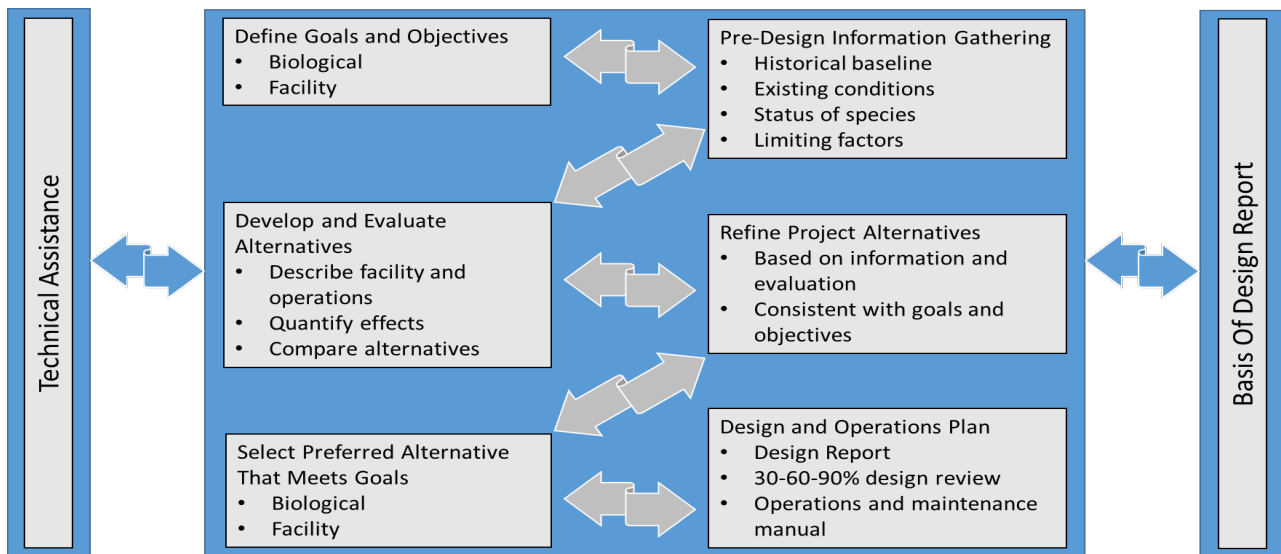 Technical Assistance
Define Goals and Objectives
• Biological
• Facility
Pre-Design Information Gathering
• Historical baseline
• Existing conditions
• Status of species
• Limiting factors
Develop and Evaluate
Alternatives
• Describe facility and
operations
• Quantify effects
• Compare alternatives
Refine Project Alternatives
• Based on information and
evaluation
• Consistent with goals and
objectives
Select Preferred Alternative
That Meets Goals
• Biological
• Facility
Design and Operations Plan
• Design Report
• 30-60-90% design review
• Operations and maintenance
manual
Basis Of Design Report